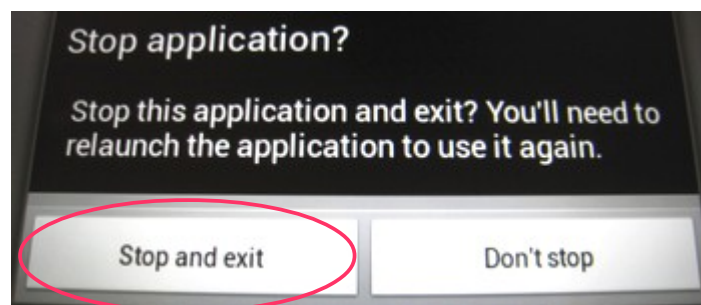 Stop application?
Stop this application and exit? You'll need to
relaunch the application to use it again.
Stop and exit
Don't stop